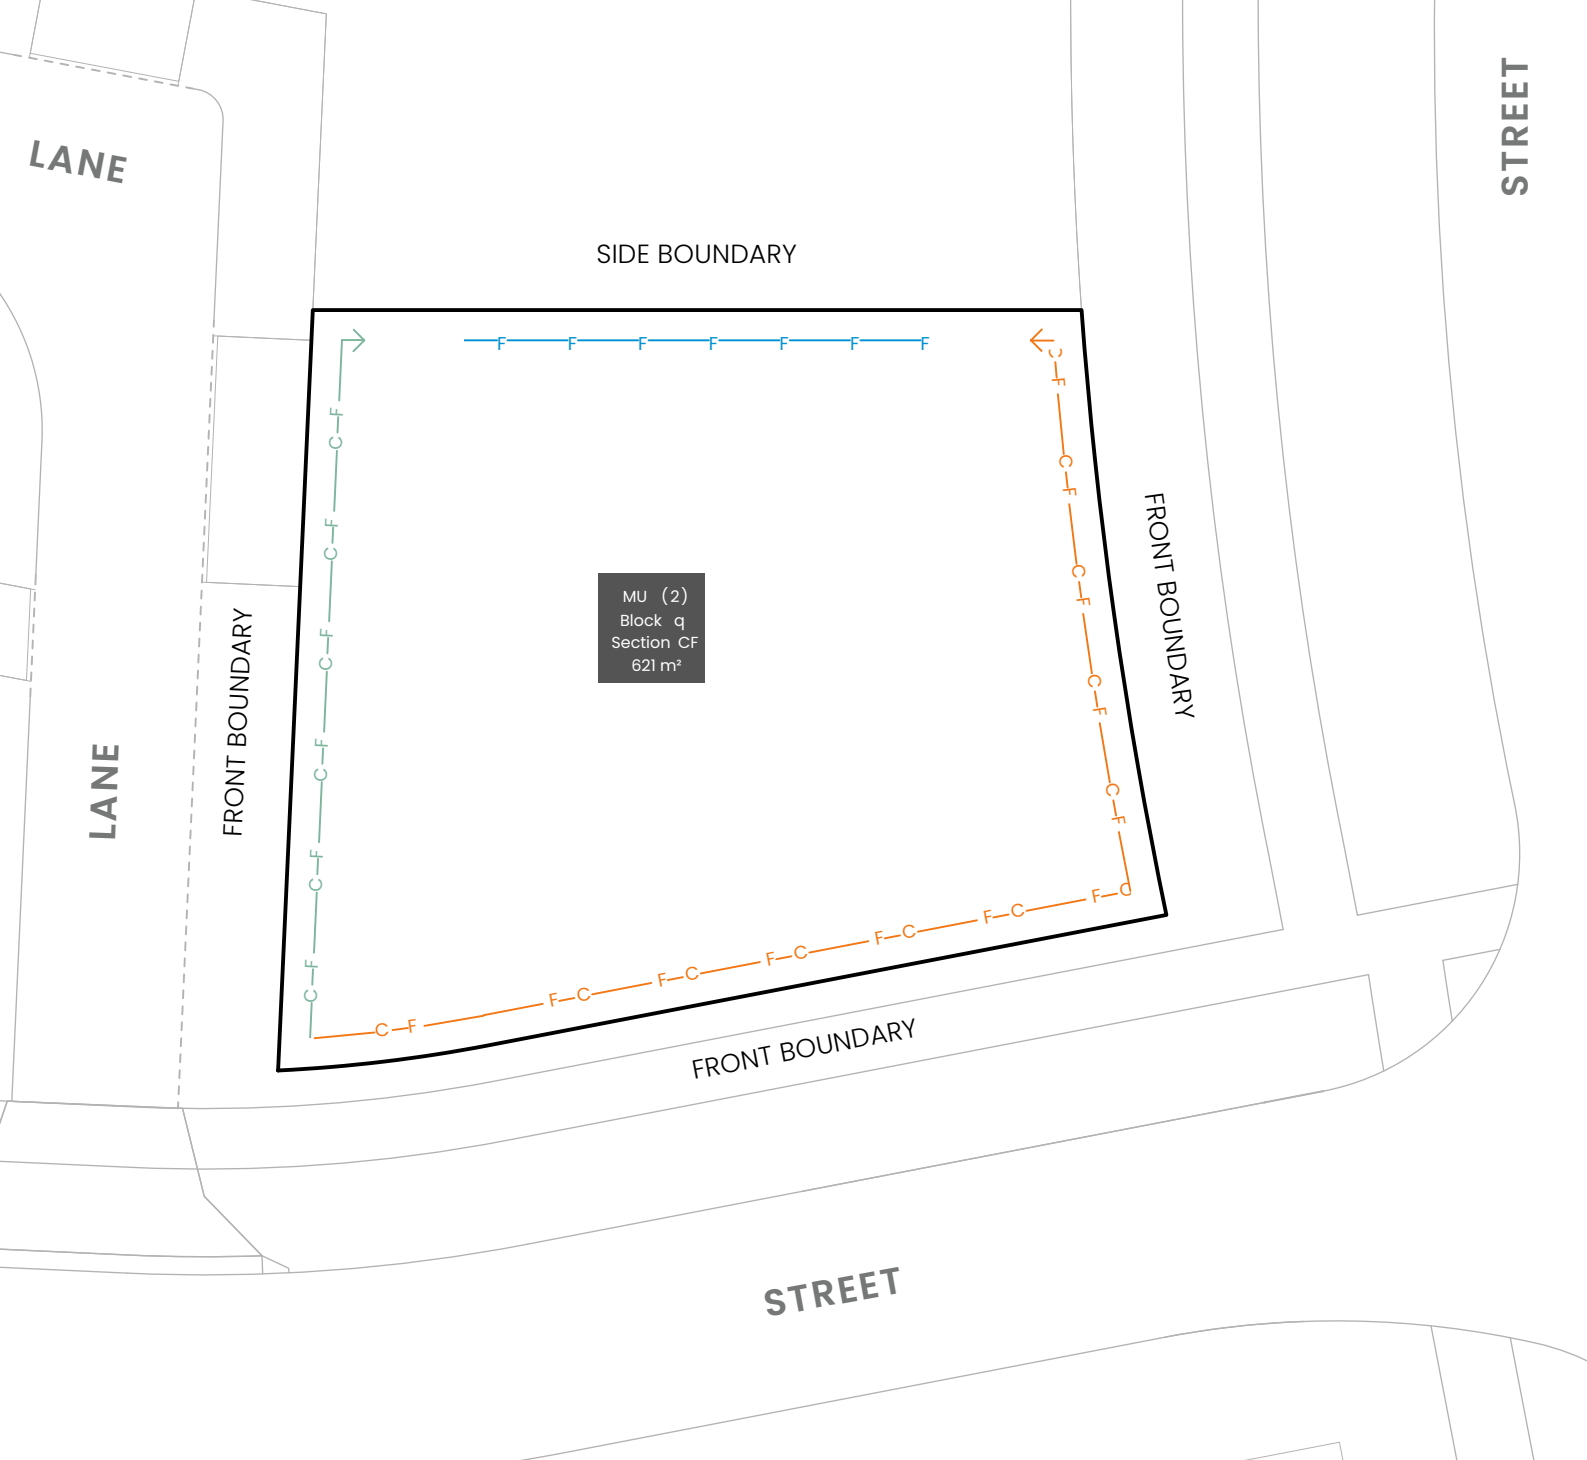 STREET
LANE
SIDE BOUNDARY
F F F F F F F
C F
F C
C F
F C
C F
F C
C F
FRONT BOUNDARY
F C
MU (2)
Block q
Section CF
621 m²
C F
F C
FRONT BOUNDARY
LANE
F C
C F
F C
F C
C F F C F C F C F C F C F C
FRONT BOUNDARY
STREET